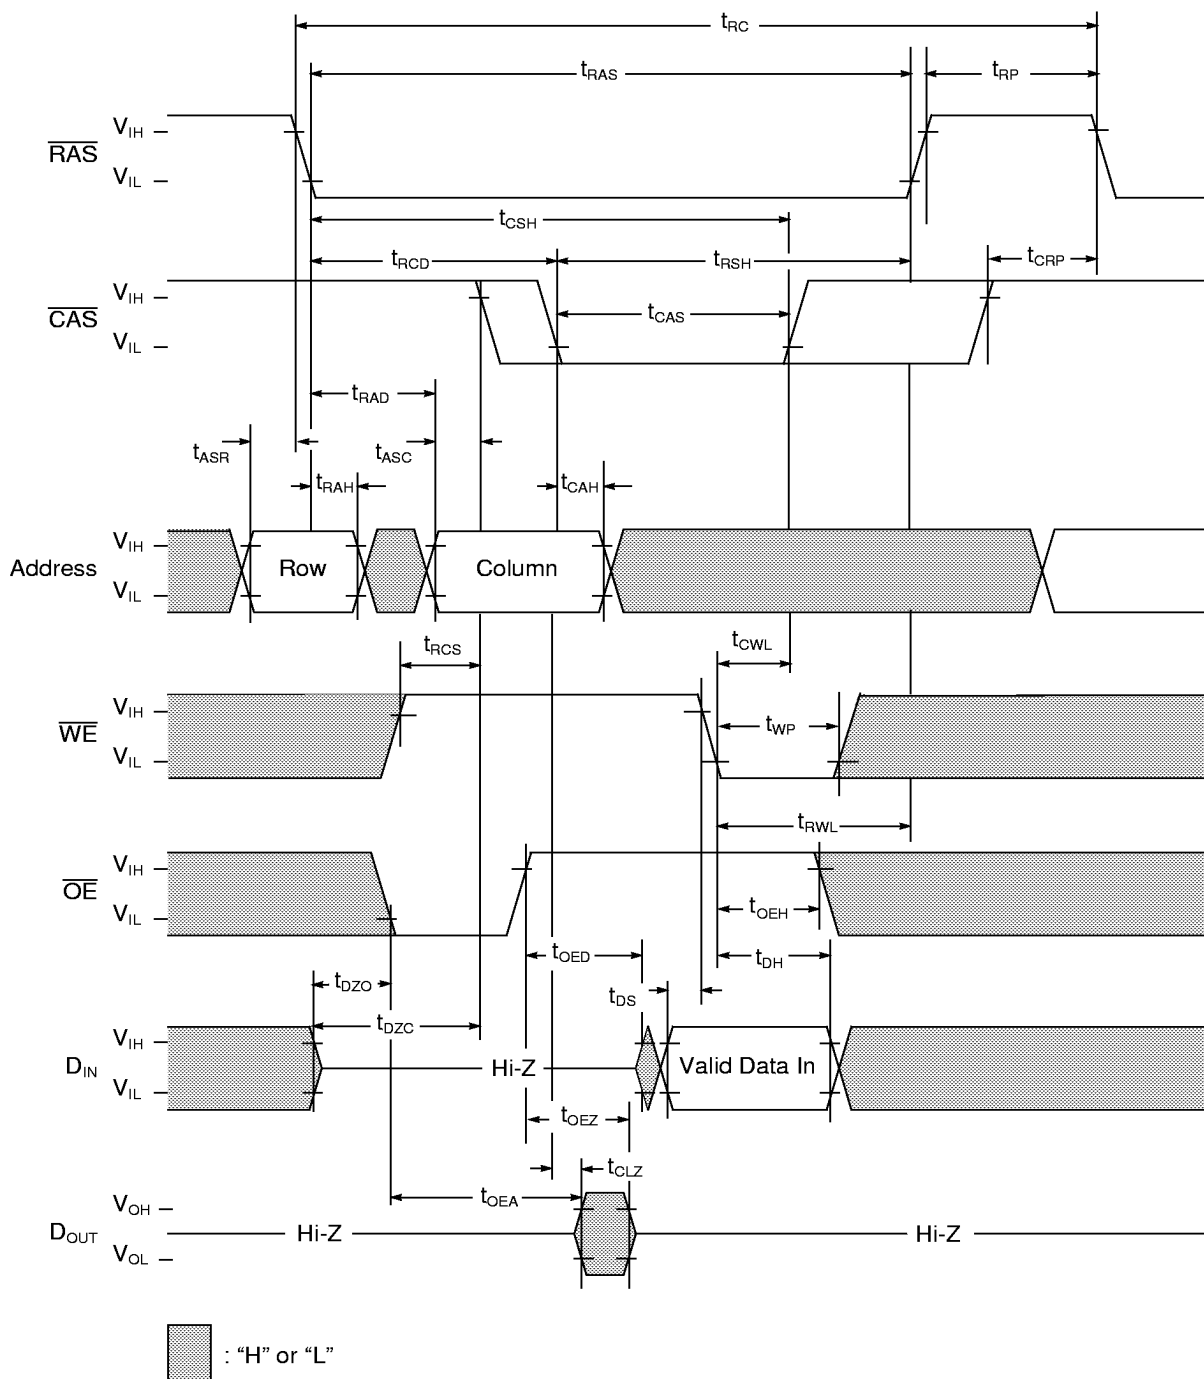 tRC
tRAS
tRP
VIH
RAS
VIL
tCSH
tRCD
tRSH
tCRP
VIH
CAS
VIL
tCAS
tRAD
tASR
tASC
tRAH
tCAH
VIH
Address
Row
Column
VIL
tRCS
tCWL
VIH
WE
VIL
tWP
tRWL
VIH
OE
VIL
tOEH
tOED
tDH
tDZO
tDS
tDZC
VIH
DIN
VIL
Hi-Z
Valid Data In
tOEZ
tCLZ
tOEA
VOH
DOUT
VOL
Hi-Z
Hi-Z
: “H” or “L”